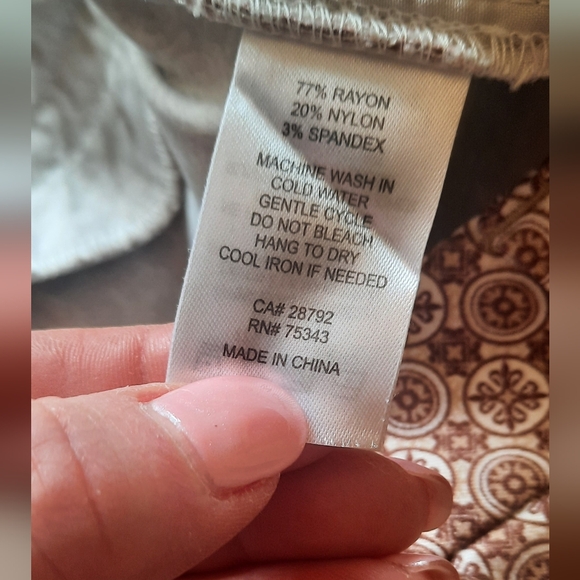 77% RAYON
20% NYLON
3% SPANDEX
MACHINE WASH IN
COLD WATER
GENTLE CYCLE
DO NOT BLEACH
HANG TO DRY
COOL IRON IF NEEDED
CA# 28792
RN# 75343
MADE IN CHINA